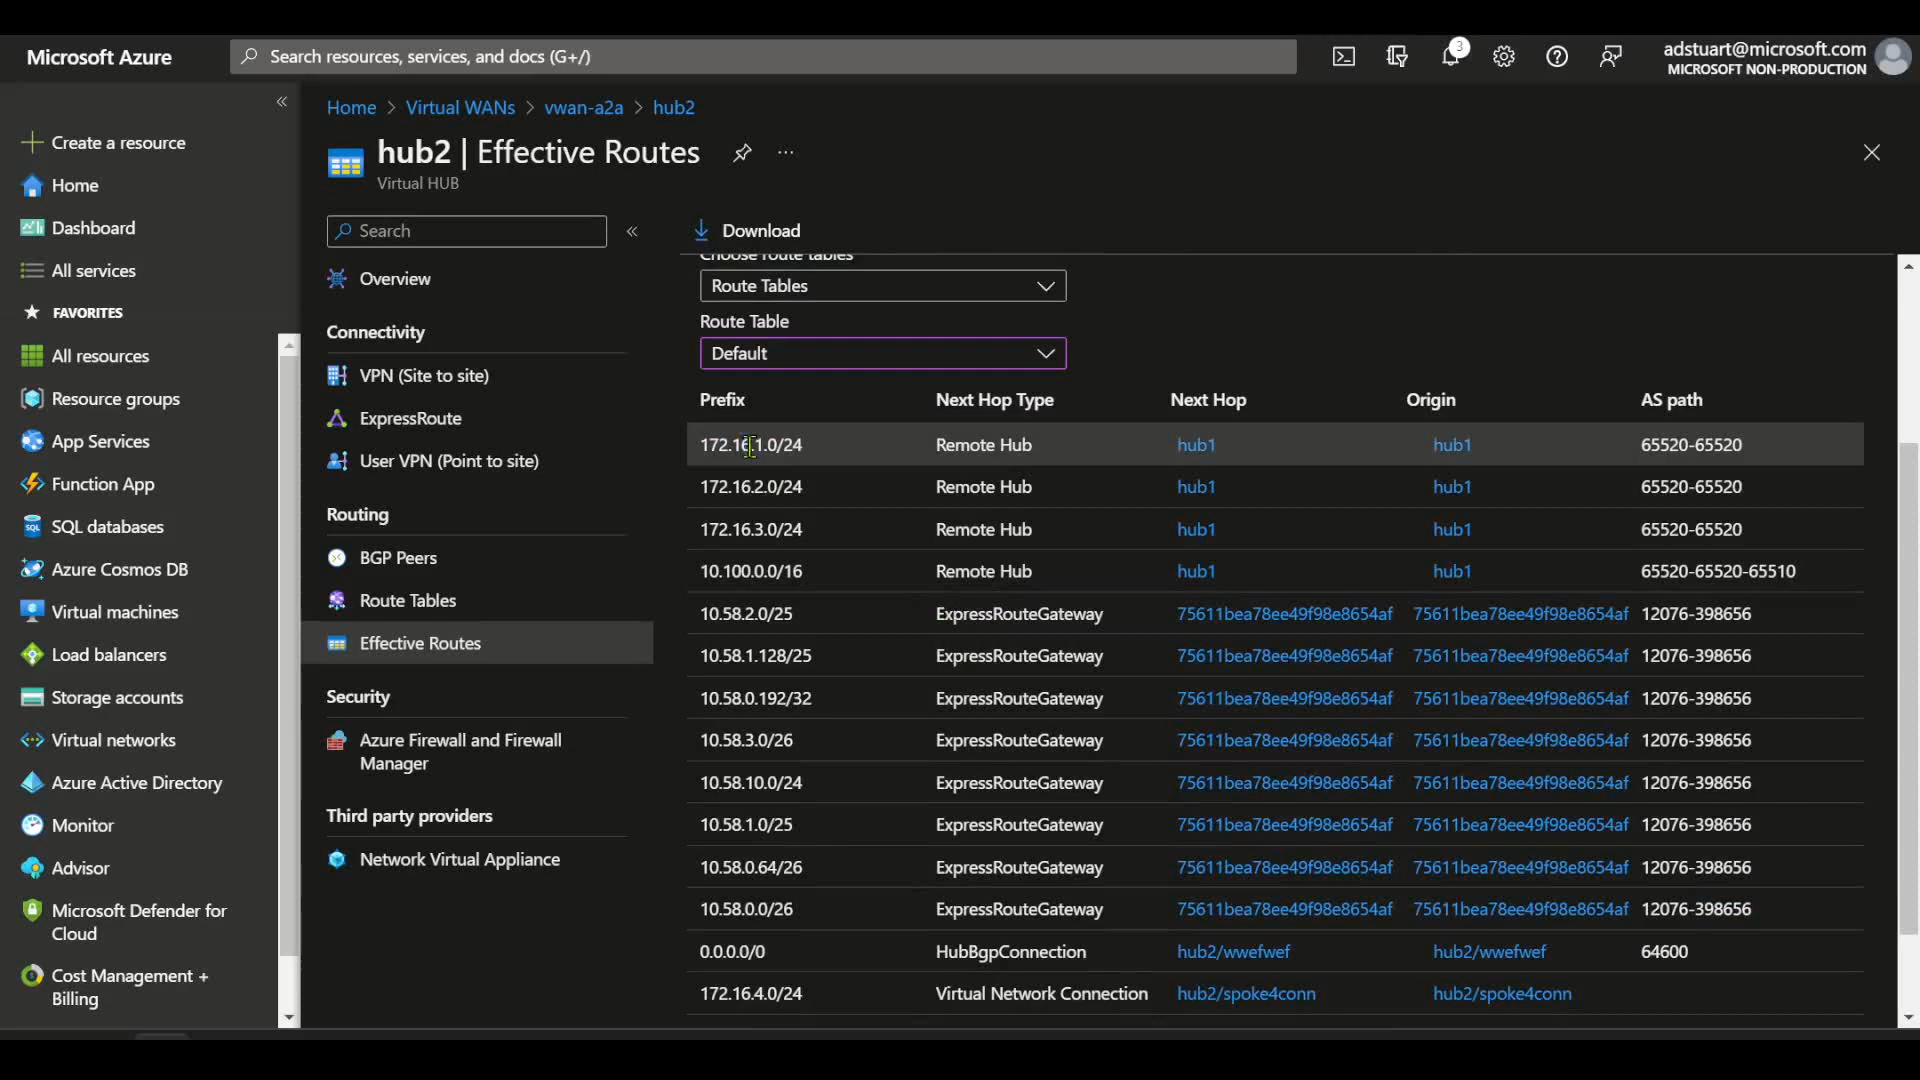 Microsoft Azure
Search resources, services, and docs (G+/)
3
adstuart@microsoft.com
MICROSOFT NON-PRODUCTION
Create a resource
Home
Dashboard
All services
FAVORITES
All resources
Resource groups
App Services
Function App
SQL databases
Azure Cosmos DB
Virtual machines
Load balancers
Storage accounts
Virtual networks
Azure Active Directory
Monitor
Advisor
Microsoft Defender for
Cloud
Cost Management +
Billing
Home > Virtual WANs > vwan-a2a > hub2
hub2 | Effective Routes
Virtual HUB
Search
Overview
Connectivity
VPN (Site to site)
ExpressRoute
User VPN (Point to site)
Routing
BGP Peers
Route Tables
Effective Routes
Security
Azure Firewall and Firewall
Manager
Third party providers
Network Virtual Appliance
Download
Choose route tables
Route Tables
Route Table
Default
Prefix Next Hop Type Next Hop Origin AS path
172.16.1.0/24 Remote Hub hub1 hub1 65520-65520
172.16.2.0/24 Remote Hub hub1 hub1 65520-65520
172.16.3.0/24 Remote Hub hub1 hub1 65520-65520
10.100.0.0/16 Remote Hub hub1 hub1 65520-65520-65510
10.58.2.0/25 ExpressRouteGateway 75611bea78ee49f98e8654af 75611bea78ee49f98e8654af 12076-398656
10.58.1.128/25 ExpressRouteGateway 75611bea78ee49f98e8654af 75611bea78ee49f98e8654af 12076-398656
10.58.0.192/32 ExpressRouteGateway 75611bea78ee49f98e8654af 75611bea78ee49f98e8654af 12076-398656
10.58.3.0/26 ExpressRouteGateway 75611bea78ee49f98e8654af 75611bea78ee49f98e8654af 12076-398656
10.58.10.0/24 ExpressRouteGateway 75611bea78ee49f98e8654af 75611bea78ee49f98e8654af 12076-398656
10.58.1.0/25 ExpressRouteGateway 75611bea78ee49f98e8654af 75611bea78ee49f98e8654af 12076-398656
10.58.0.64/26 ExpressRouteGateway 75611bea78ee49f98e8654af 75611bea78ee49f98e8654af 12076-398656
10.58.0.0/26 ExpressRouteGateway 75611bea78ee49f98e8654af 75611bea78ee49f98e8654af 12076-398656
0.0.0.0/0 HubBgpConnection hub2/wwefwef hub2/wwefwef 64600
172.16.4.0/24 Virtual Network Connection hub2/spoke4conn hub2/spoke4conn